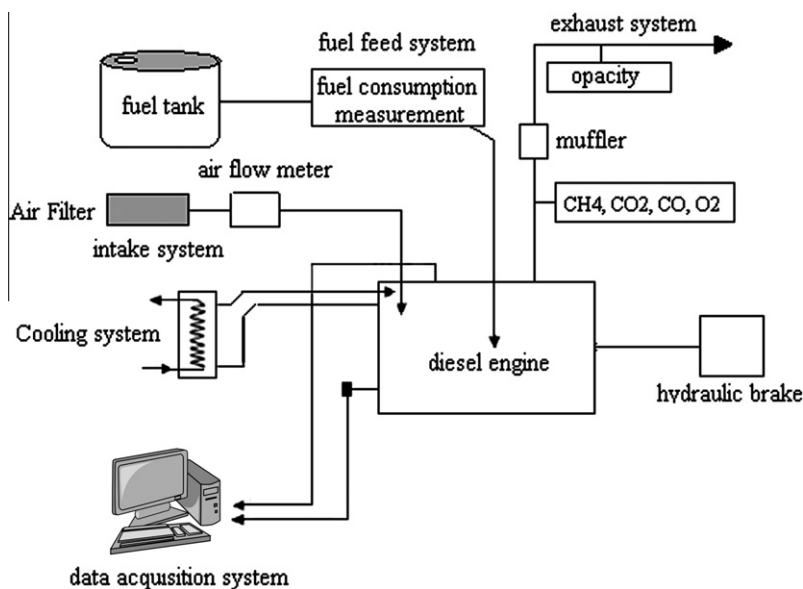 fuel feed system
exhaust system
fuel tank
fuel consumption
measurement
opacity
muffler
air flow meter
Air Filter
CH4, CO2, CO, O2
intake system
Cooling system
diesel engine
hydraulic brake
data acquisition system